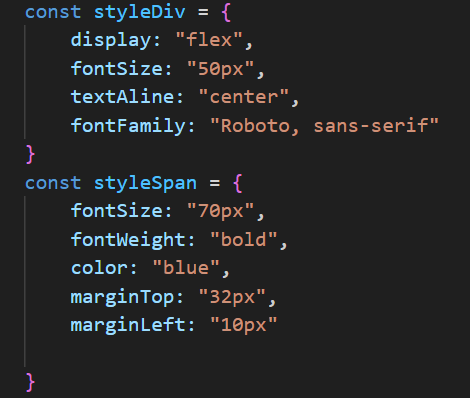 const styleDiv = {
display: "flex",
fontSize: "50px",
textAline: "center",
fontFamily: "Roboto, sans-serif"
}
const styleSpan = {
fontSize: "70px",
fontWeight: "bold",
color: "blue",
marginTop: "32px",
marginLeft: "10px"
}